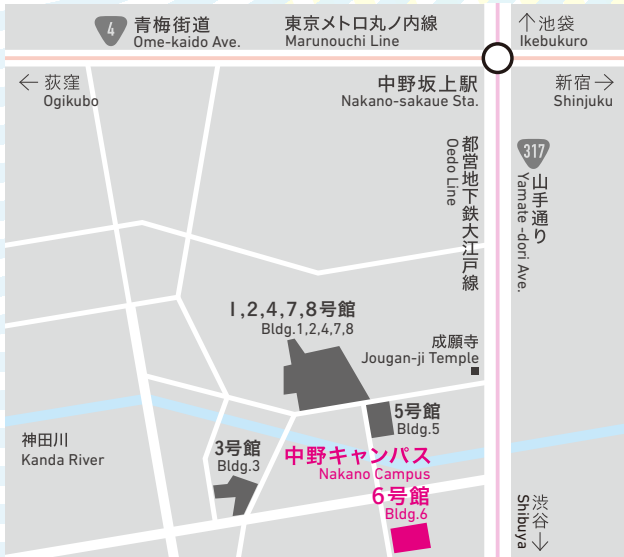 4
青梅街道
Ome-kaido Ave.
東京メトロ丸ノ内線
Marunouchi Line
↑池袋
Ikebukuro
← 荻窪
Ogikubo
中野坂上駅
Nakano-sakaue Sta.
新宿→
Shinjuku
都営地下鉄大江戸線
Oedo Line
317
山手通り
Yamate -dori Ave.
1,2,4,7,8号館
Bldg.1,2,4,7,8
成願寺
Jougan-ji Temple
5号館
Bldg.5
神田川
Kanda River
3号館
Bldg.3
中野キャンパス
Nakano Campus
6号館
Bldg.6
渋谷→
Shibuya